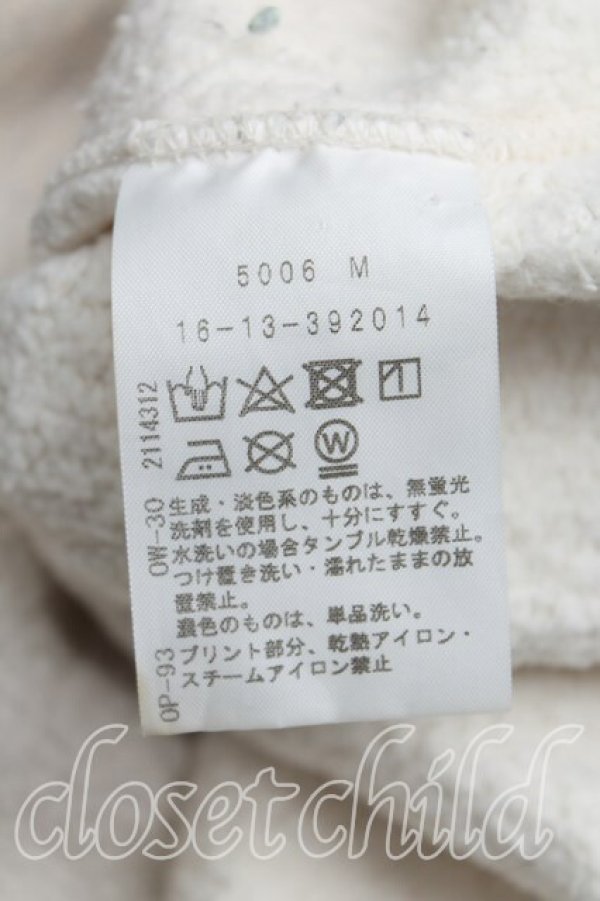 5006 M
16-13-392014
2114312
W
OW-30
生成・淡色系のものは、無蛍光
洗剤を使用し、十分にすすぐ。
水洗いの場合タンブル乾燥禁止。
つけ置き洗い・濡れたままの放
置禁止。
濃色のものは、単品洗い。
OP-93
プリント部分、乾熱アイロン・
スチームアイロン禁止
closet child